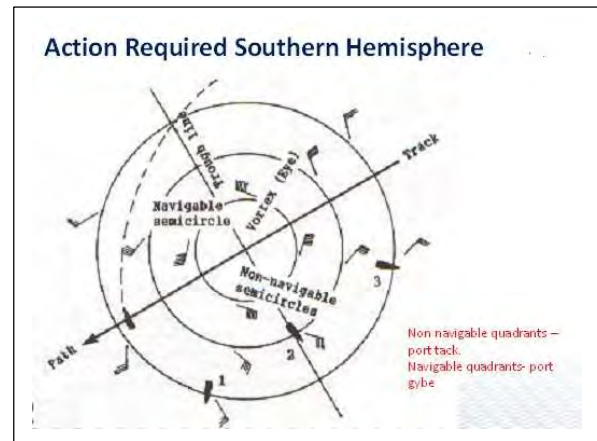 Action Required Southern Hemisphere
Trough line
Track
Vortex (Eye)
Navigable
semicircle
Non-navigable
semicircles
3
2
Path
1
Non navigable quadrants –
port tack.
Navigable quadrants- port
gybe